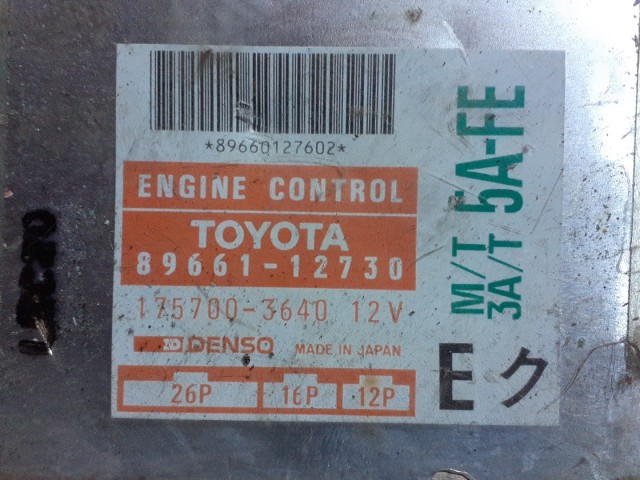 *89660127602*
ENGINE CONTROL
TOYOTA
89661-12730
175700-3640 12V
DENSO MADE IN JAPAN
26P 16P 12P
M/T
3A/T
5A-FE
E ク